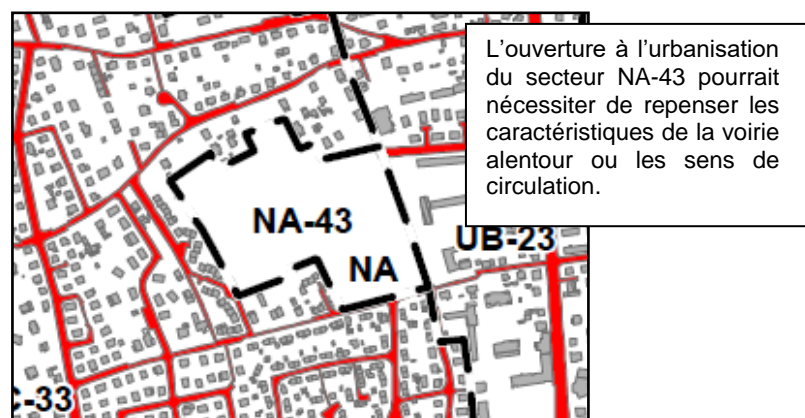 L'ouverture à l'urbanisation
du secteur NA-43 pourrait
nécessiter de repenser les
caractéristiques de la voirie
alentour ou les sens de
circulation.
NA-43
UB-23
NA
-33